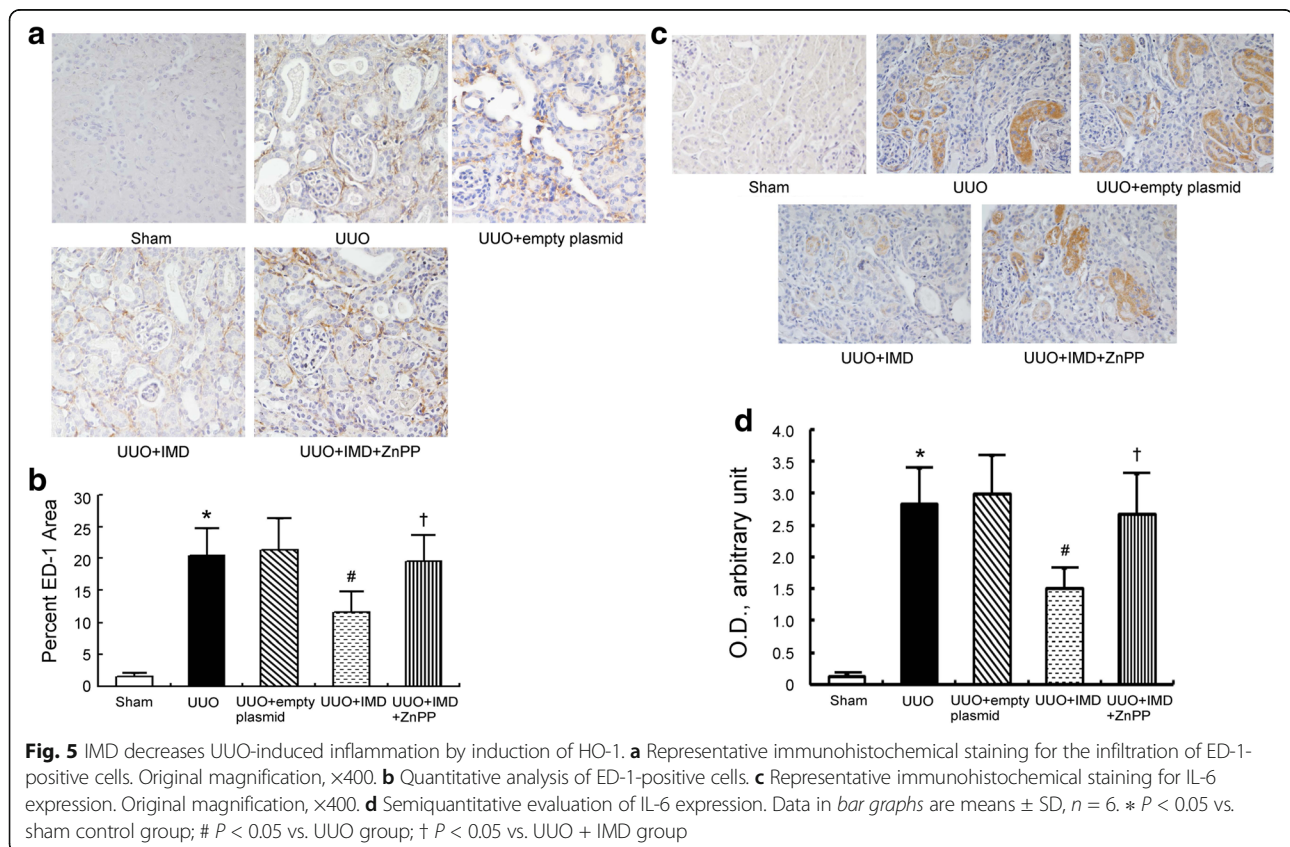 a
Sham
UUO
UUO+empty plasmid
UUO+IMD
UUO+IMD+ZnPP
b
Percent ED-1 Area
30
25
20
15
10
5
0
*
#
†
Sham
UUO
UUO+empty
plasmid
UUO+IMD
UUO+IMD
+ZnPP
c
Sham
UUO
UUO+empty plasmid
UUO+IMD
UUO+IMD+ZnPP
d
O.D., arbitrary unit
4.0
3.5
3.0
2.5
2.0
1.5
1.0
0.5
0
*
#
†
Sham
UUO
UUO+empty
plasmid
UUO+IMD
UUO+IMD
+ZnPP
Fig. 5 IMD decreases UUO-induced inflammation by induction of HO-1. a Representative immunohistochemical staining for the infiltration of ED-1-
positive cells. Original magnification, ×400. b Quantitative analysis of ED-1-positive cells. c Representative immunohistochemical staining for IL-6
expression. Original magnification, ×400. d Semiquantitative evaluation of IL-6 expression. Data in bar graphs are means ± SD, n = 6. * P < 0.05 vs.
sham control group; # P < 0.05 vs. UUO group; † P < 0.05 vs. UUO + IMD group